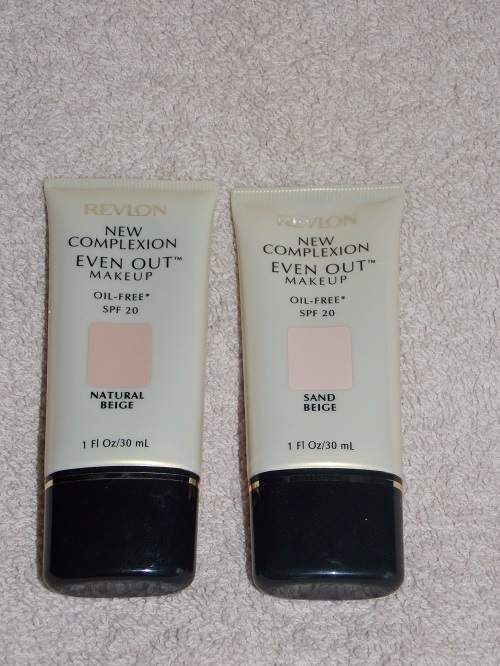 REVLON
NEW
COMPLEXION
EVEN OUT™
MAKEUP
OIL-FREE*
SPF 20
NATURAL
BEIGE
1 Fl Oz/30 mL
REVLON
NEW
COMPLEXION
EVEN OUT™
MAKEUP
OIL-FREE*
SPF 20
SAND
BEIGE
1 Fl Oz/30 mL